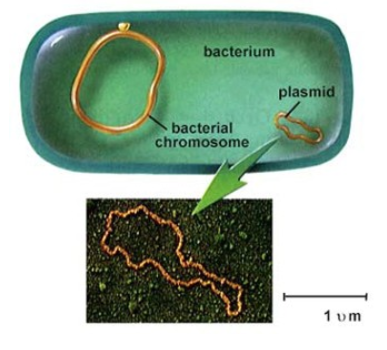 bacterium
plasmid
bacterial
chromosome
1 υm